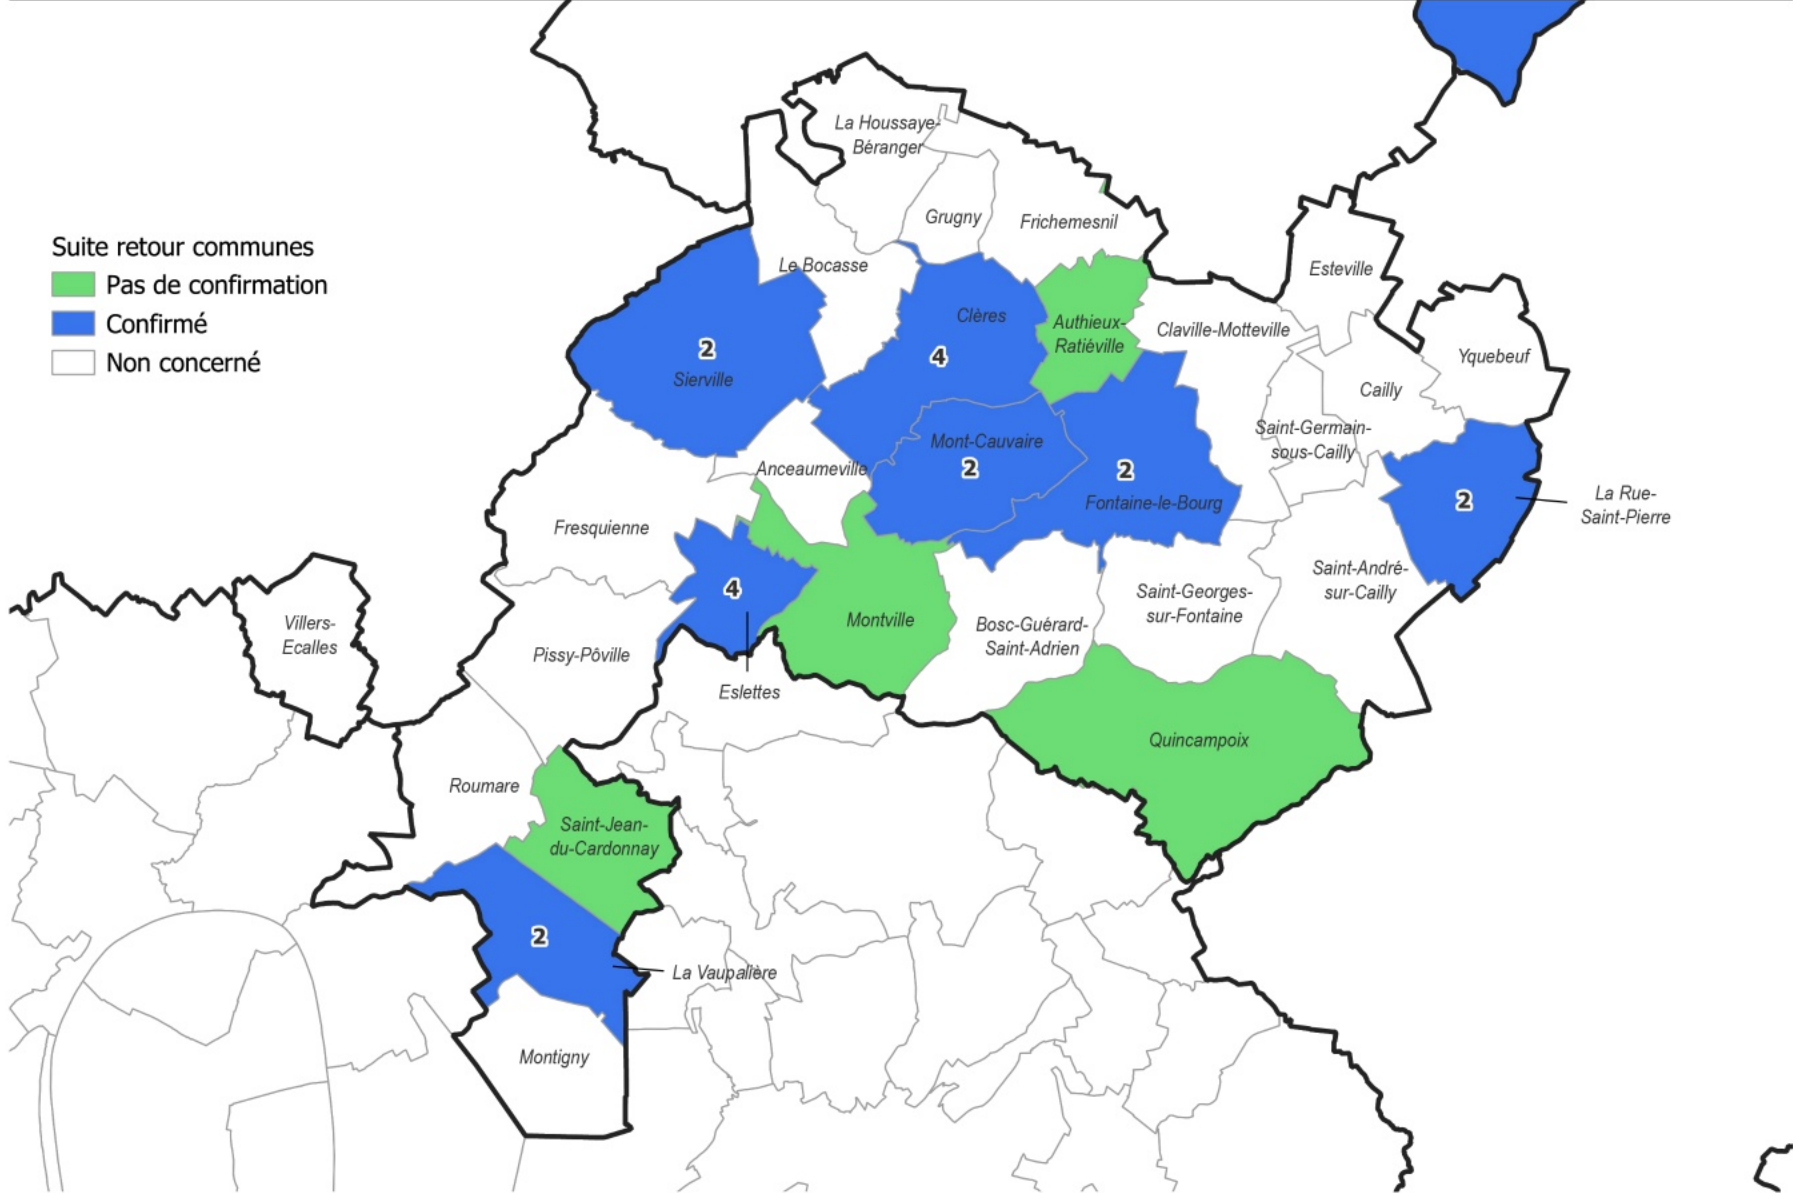 La Houssaye-
Béranger
Grugny
Frichemesnil
Suite retour communes
Pas de confirmation
Confirmé
Non concerné
Le Bocasse
Esteville
Clères
4
Authieux-
Ratiéville
Claville-Motteville
Yquebeuf
2
Sierville
Cailly
Saint-Germain-
sous-Cailly
Mont-Cauvaire
2
2
Fontaine-le-Bourg
Anceaumeville
2
La Rue-
Saint-Pierre
Fresquienne
4
Eslettes
Montville
Saint-André-
sur-Cailly
Saint-Georges-
sur-Fontaine
Bosc-Guérard-
Saint-Adrien
Villers-
Ecalles
Pissy-Pôville
Quincampoix
Roumare
Saint-Jean-
du-Cardonnay
2
La Vaupalière
Montigny